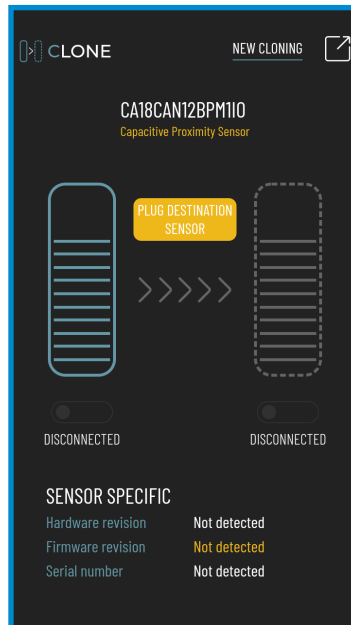 CLONE
NEW CLONING
CA18CAN12BPM1IO
Capacitive Proximity Sensor
PLUG DESTINATION
SENSOR
DISCONNECTED
DISCONNECTED
SENSOR SPECIFIC
Hardware revision Not detected
Firmware revision Not detected
Serial number Not detected